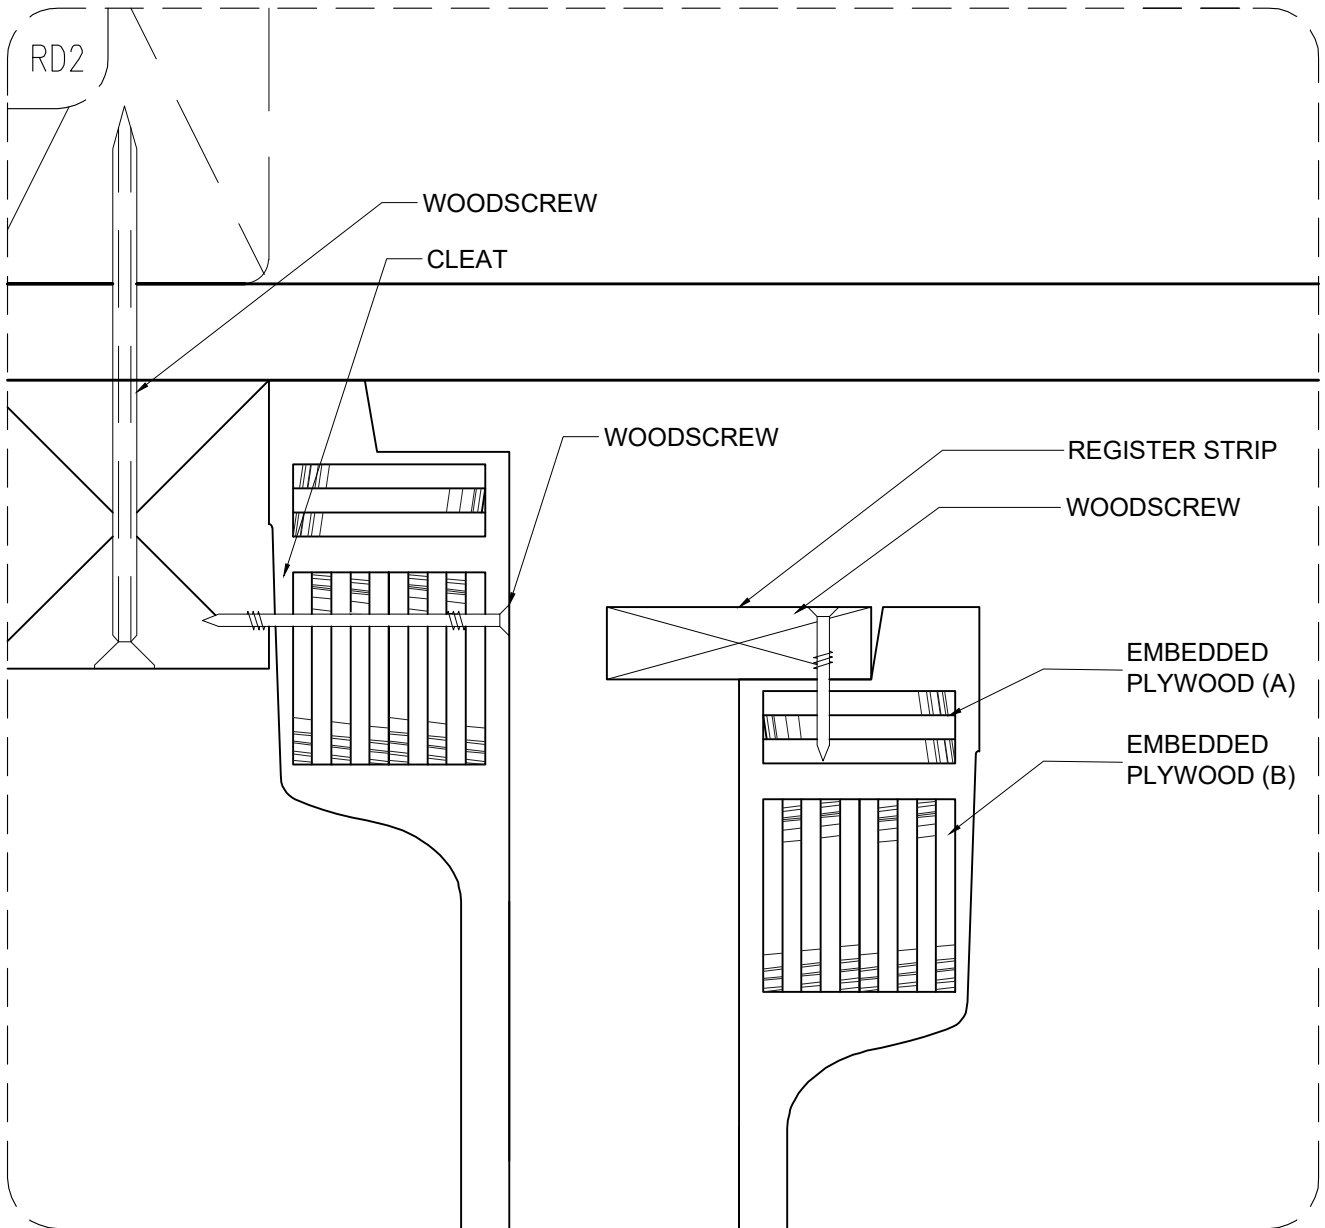 RD2
WOODSCREW
CLEAT
WOODSCREW
REGISTER STRIP
WOODSCREW
EMBEDDED
PLYWOOD (A)
EMBEDDED
PLYWOOD (B)